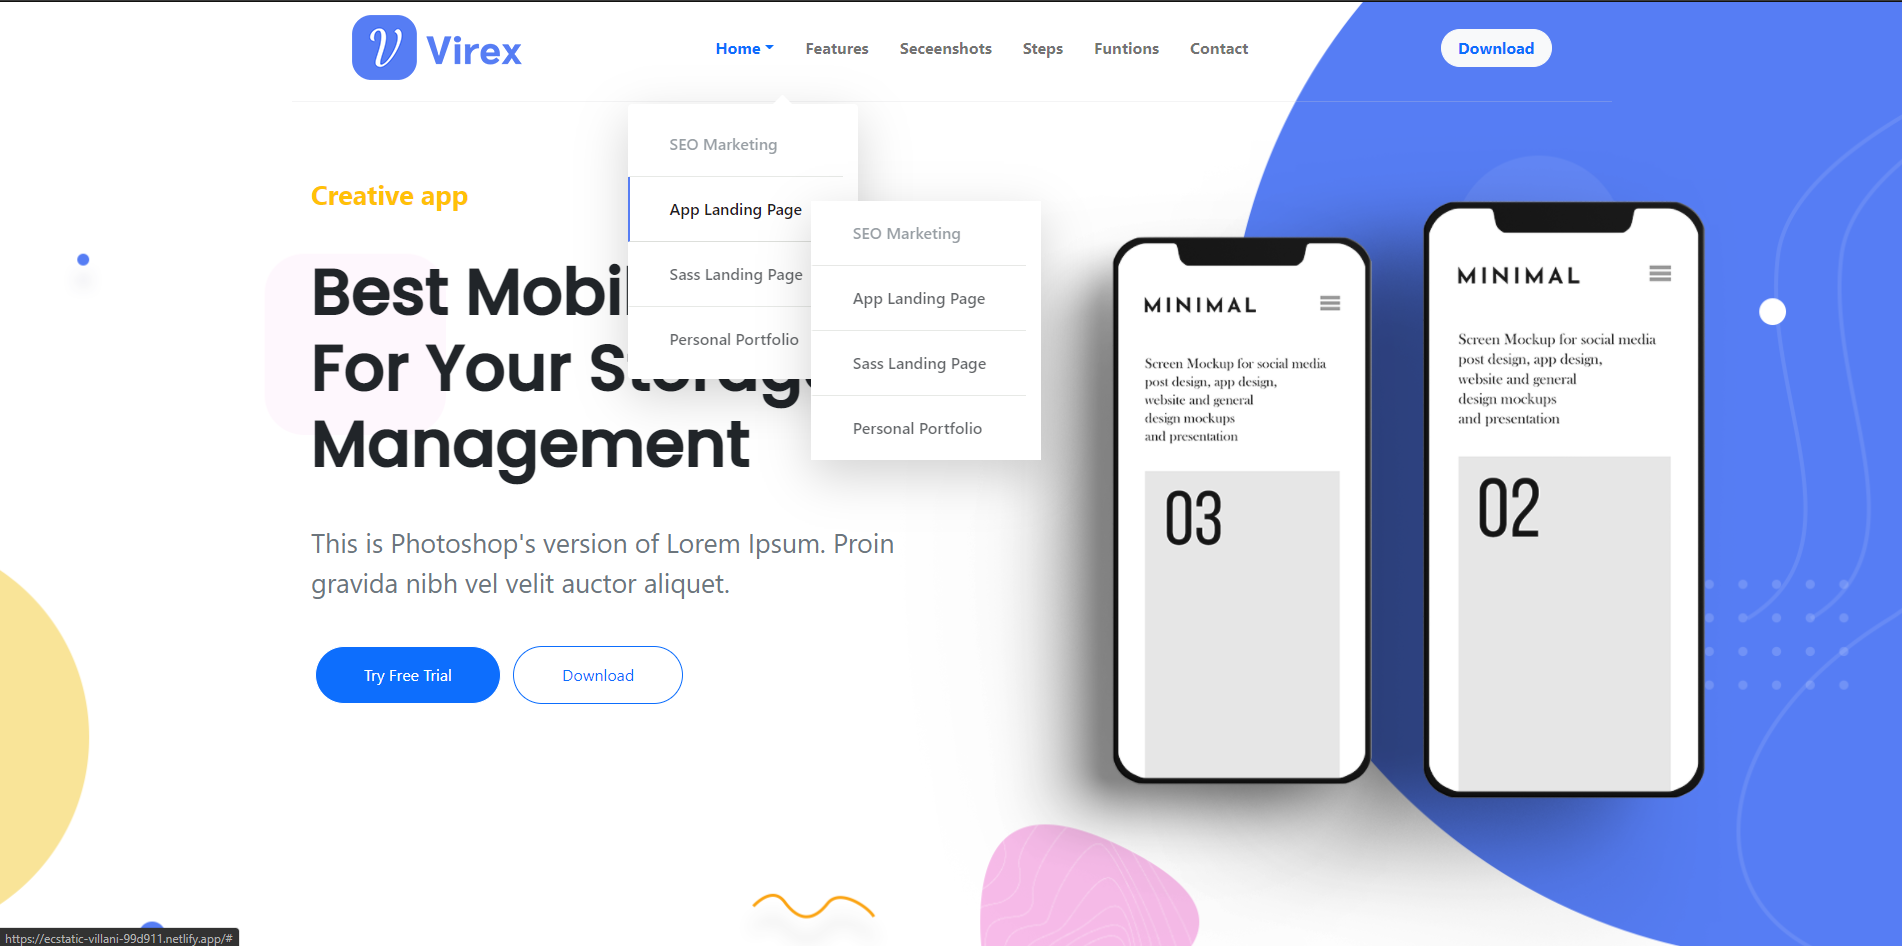 V Virex
Home
Features
Seceenshots
Steps
Funtions
Contact
Download
SEO Marketing
App Landing Page
Sass Landing Page
Personal Portfolio
SEO Marketing
App Landing Page
Sass Landing Page
Personal Portfolio
Creative app
Best Mobil
For Your Storage
Management
This is Photoshop's version of Lorem Ipsum. Proin
gravida nibh vel velit auctor aliquet.
Try Free Trial
Download
MINIMAL
Screen Mockup for social media
post design, app design,
website and general
design mockups
and presentation
03
MINIMAL
Screen Mockup for social media
post design, app design,
website and general
design mockups
and presentation
02
https://ecstatic-villani-99d911.netlify.app/#